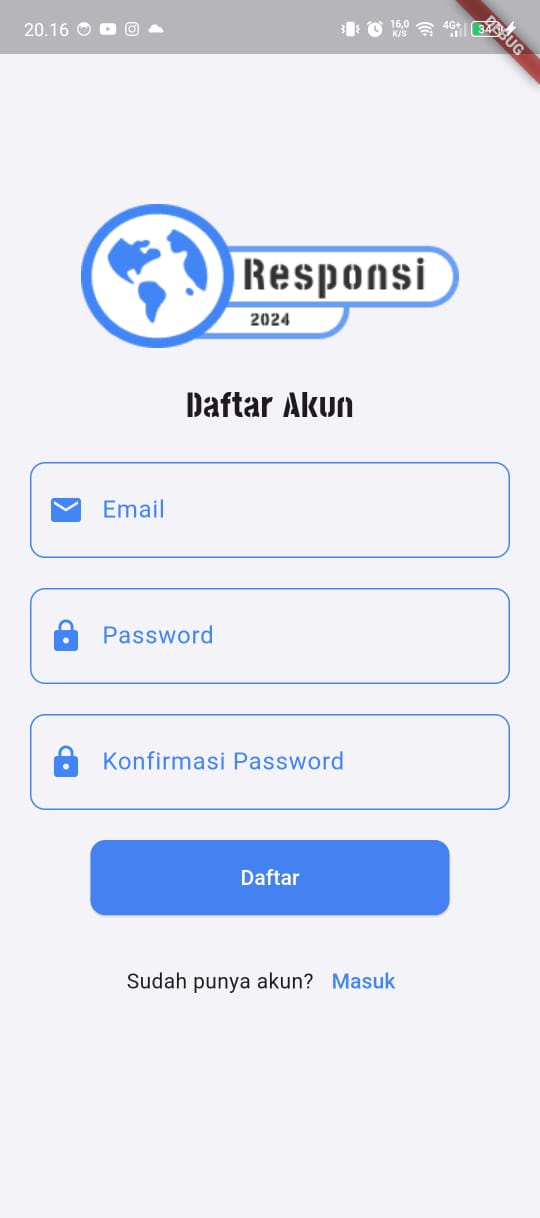 20.16
16,0
K/S
4G+
34
DEBUG
Responsi
2024
Daftar Akun
Email
Password
Konfirmasi Password
Daftar
Sudah punya akun? Masuk